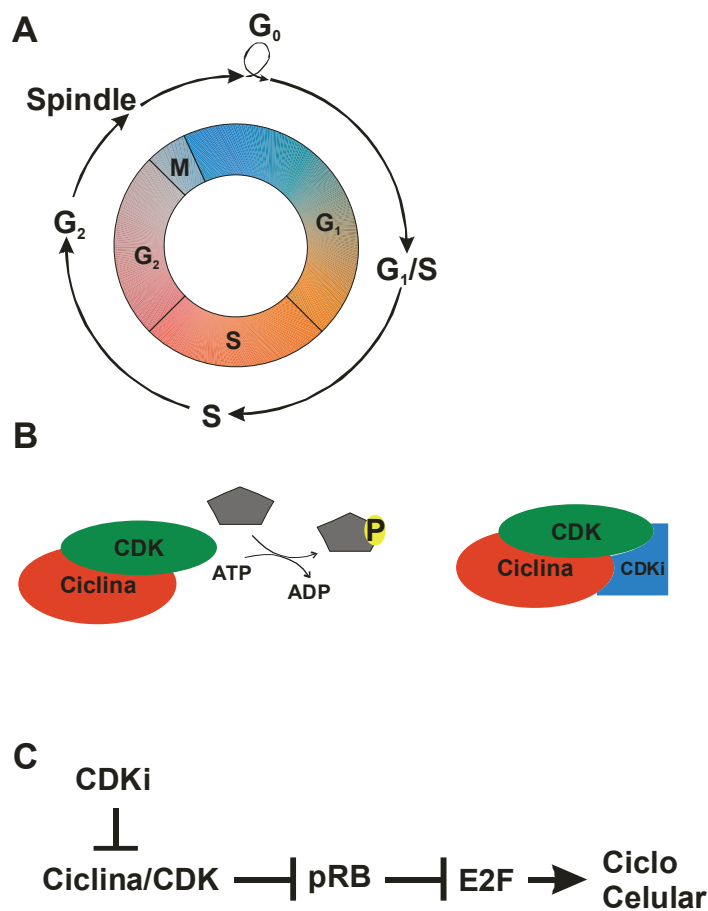 A
G₀
Spindle
M
G₂
G₁
G₂
G₁/S
S
S
B
P
CDK
CDK
Ciclina
ATP
ADP
Ciclina
CDKi
C
CDKi
Ciclina/CDK
pRB
E2F
Ciclo
Celular